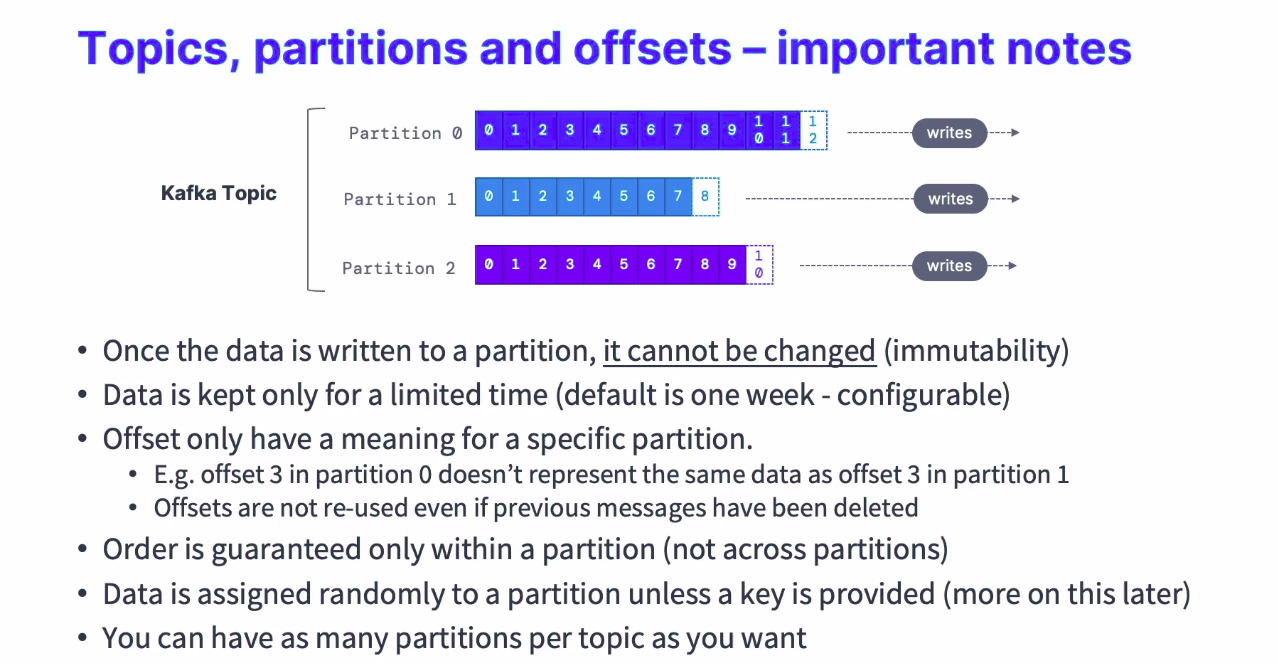 Topics, partitions and offsets – important notes
Kafka Topic
Partition 0 0 1 2 3 4 5 6 7 8 9 10 11 12 writes
Partition 1 0 1 2 3 4 5 6 7 8 writes
Partition 2 0 1 2 3 4 5 6 7 8 9 10 writes
• Once the data is written to a partition, it cannot be changed (immutability)
• Data is kept only for a limited time (default is one week - configurable)
• Offset only have a meaning for a specific partition.
• E.g. offset 3 in partition 0 doesn’t represent the same data as offset 3 in partition 1
• Offsets are not re-used even if previous messages have been deleted
• Order is guaranteed only within a partition (not across partitions)
• Data is assigned randomly to a partition unless a key is provided (more on this later)
• You can have as many partitions per topic as you want